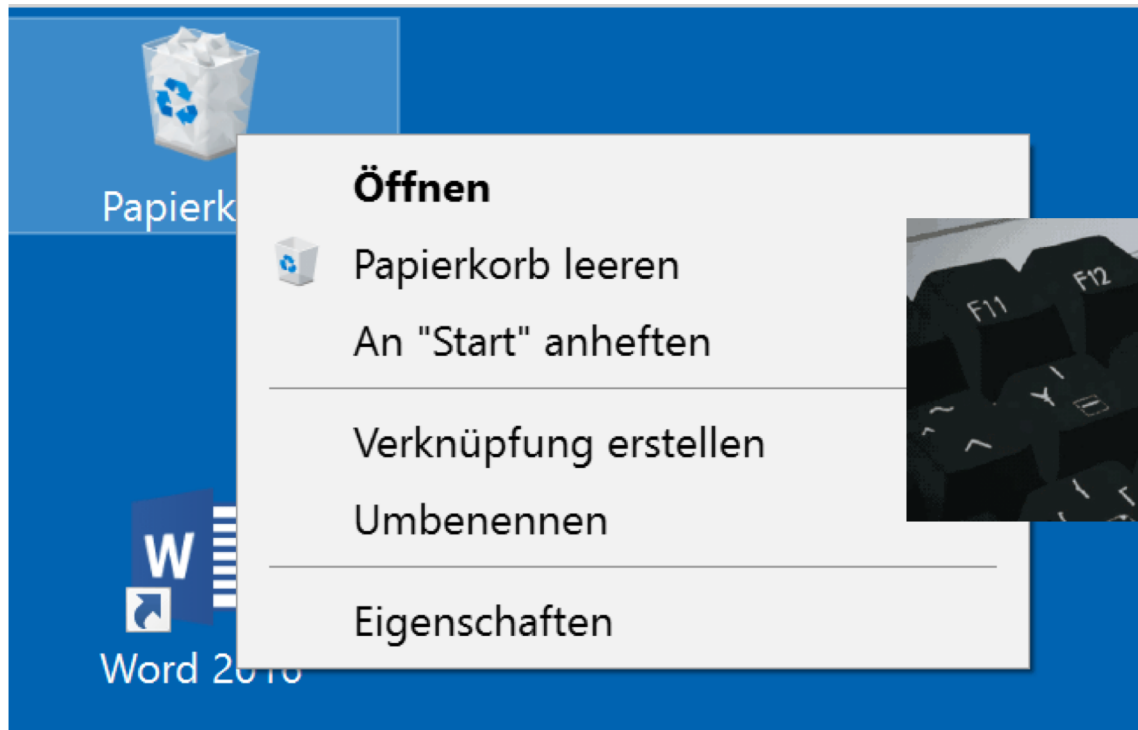 Papierk
Öffnen
Papierkorb leeren
An "Start" anheften
Verknüpfung erstellen
Umbenennen
Eigenschaften
W
Word 2016
F11
F12